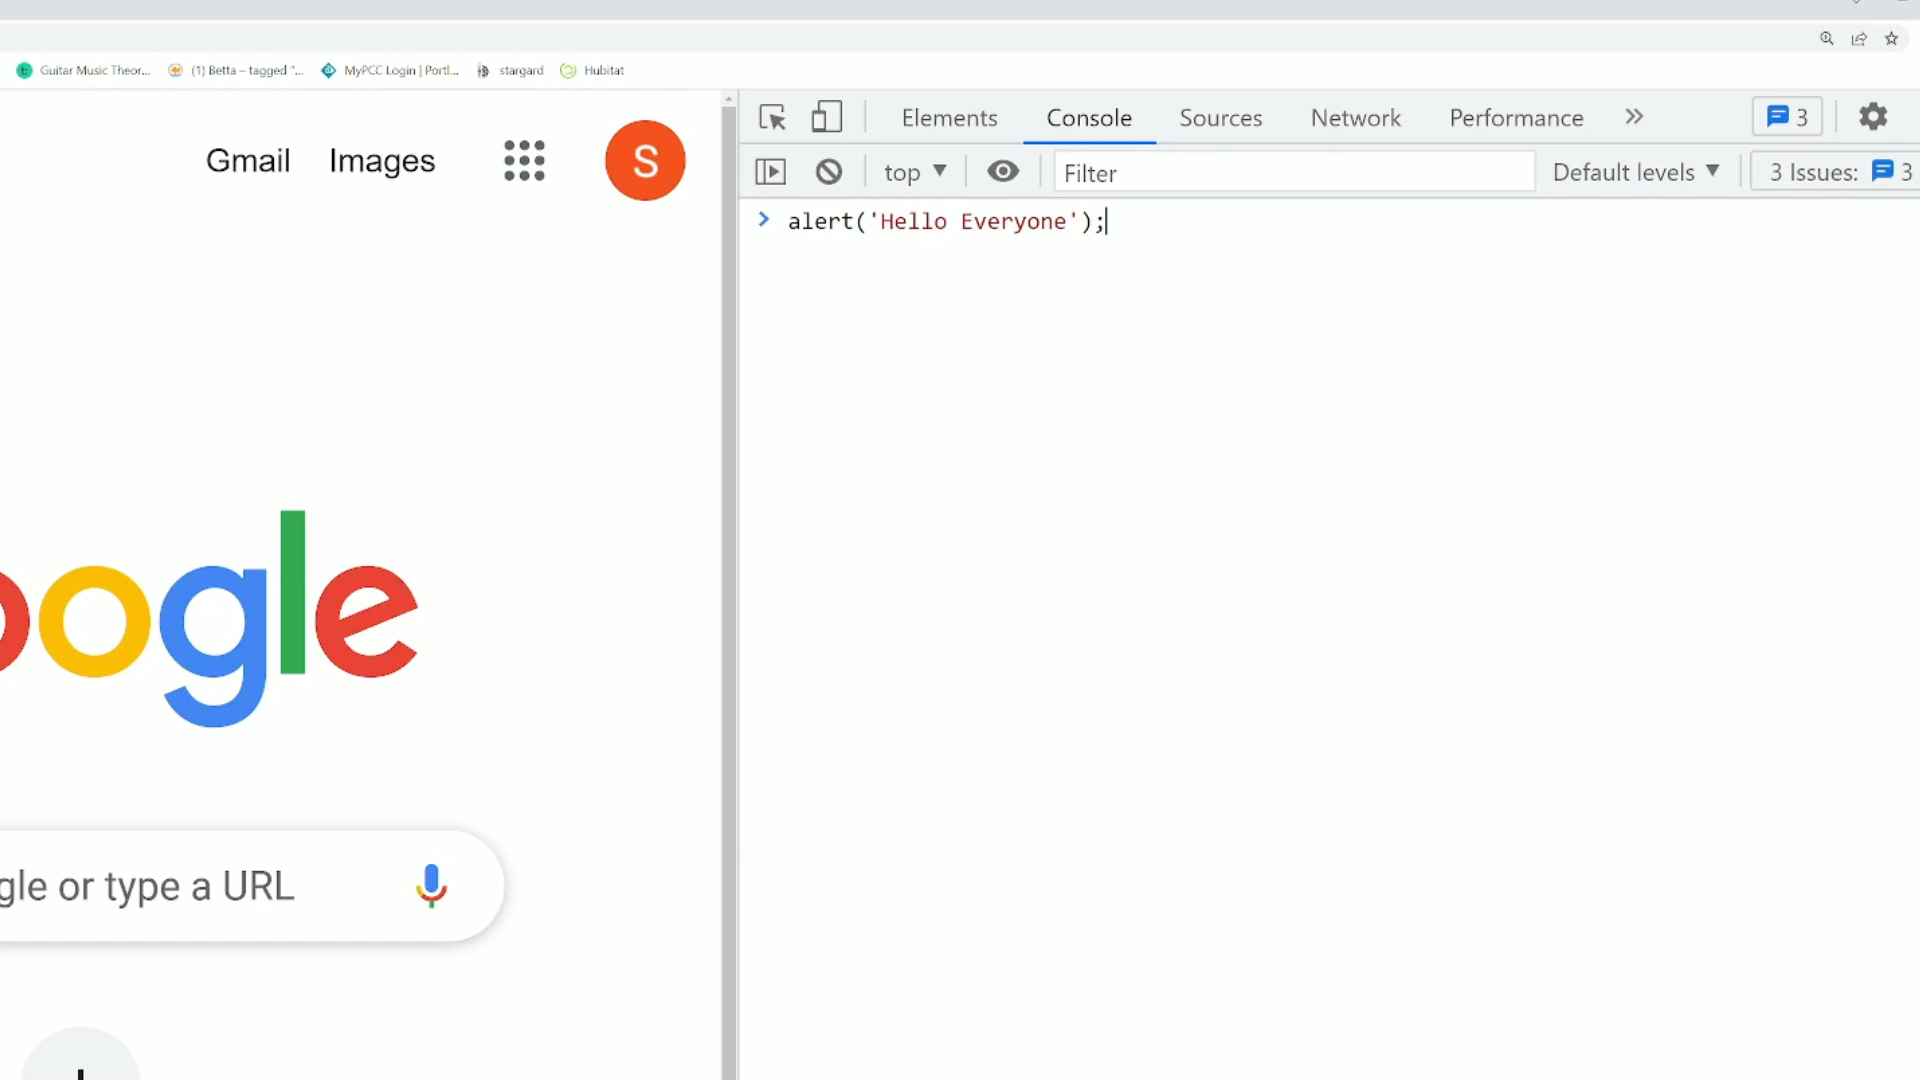 Guitar Music Theor... (1) Betta – tagged "... MyPCC Login | Portl... stargard Hubitat
Gmail Images S
Elements Console Sources Network Performance 3
top Filter Default levels 3 Issues: 3
> alert('Hello Everyone');
oogle
gle or type a URL